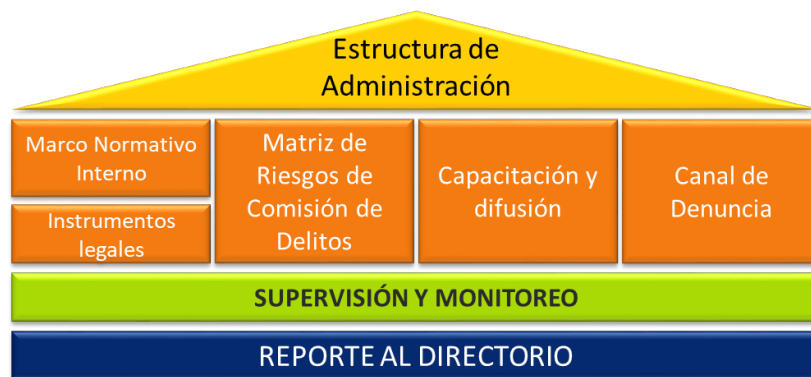 Estructura de
Administración
Marco Normativo
Interno
Instrumentos
legales
Matriz de
Riesgos de
Comisión de
Delitos
Capacitación y
difusión
Canal de
Denuncia
SUPERVISIÓN Y MONITOREO
REPORTE AL DIRECTORIO